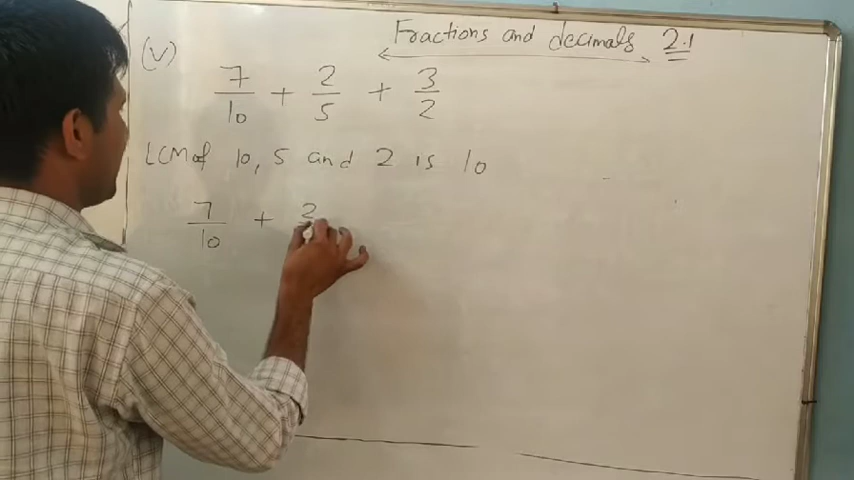 Fractions and decimals 2.1
(v) 7/10 + 2/5 + 3/2
LCM of 10, 5 and 2 is 10
7/10 + 2